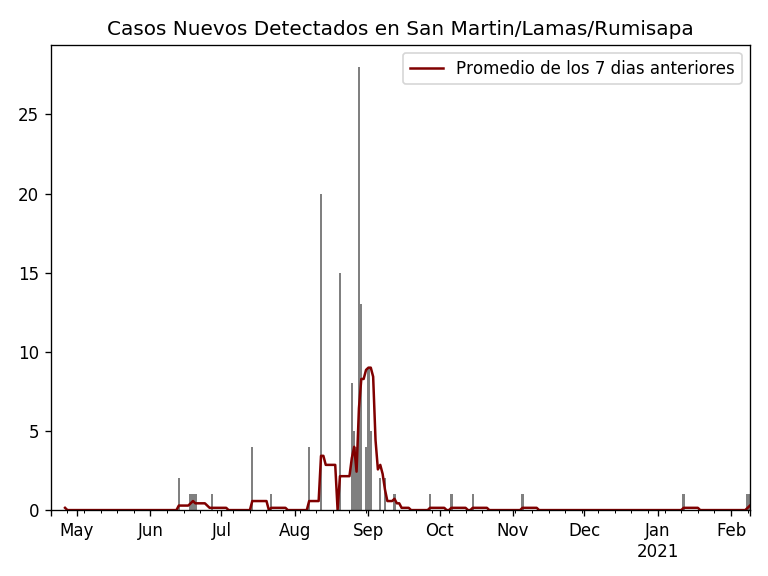 Casos Nuevos Detectados en San Martin/Lamas/Rumisapa
Promedio de los 7 dias anteriores
25
20
15
10
5
0
May Jun Jul Aug Sep Oct Nov Dec Jan Feb
2021